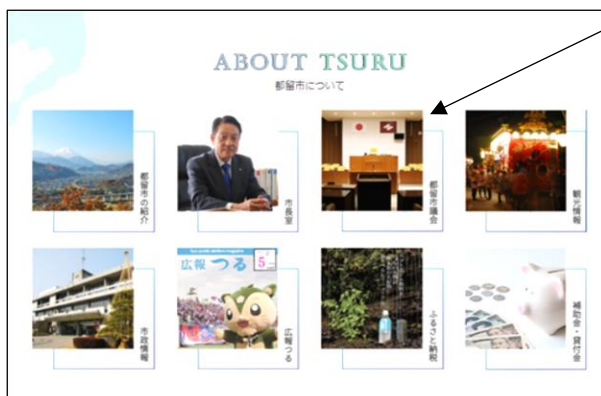 ABOUT TSURU
都留市について
都留市の紹介
市長室
都留市議会
観光情報
市政情報
広報 つる 5
広報つる
ふるさと納税
補助金・貸付金